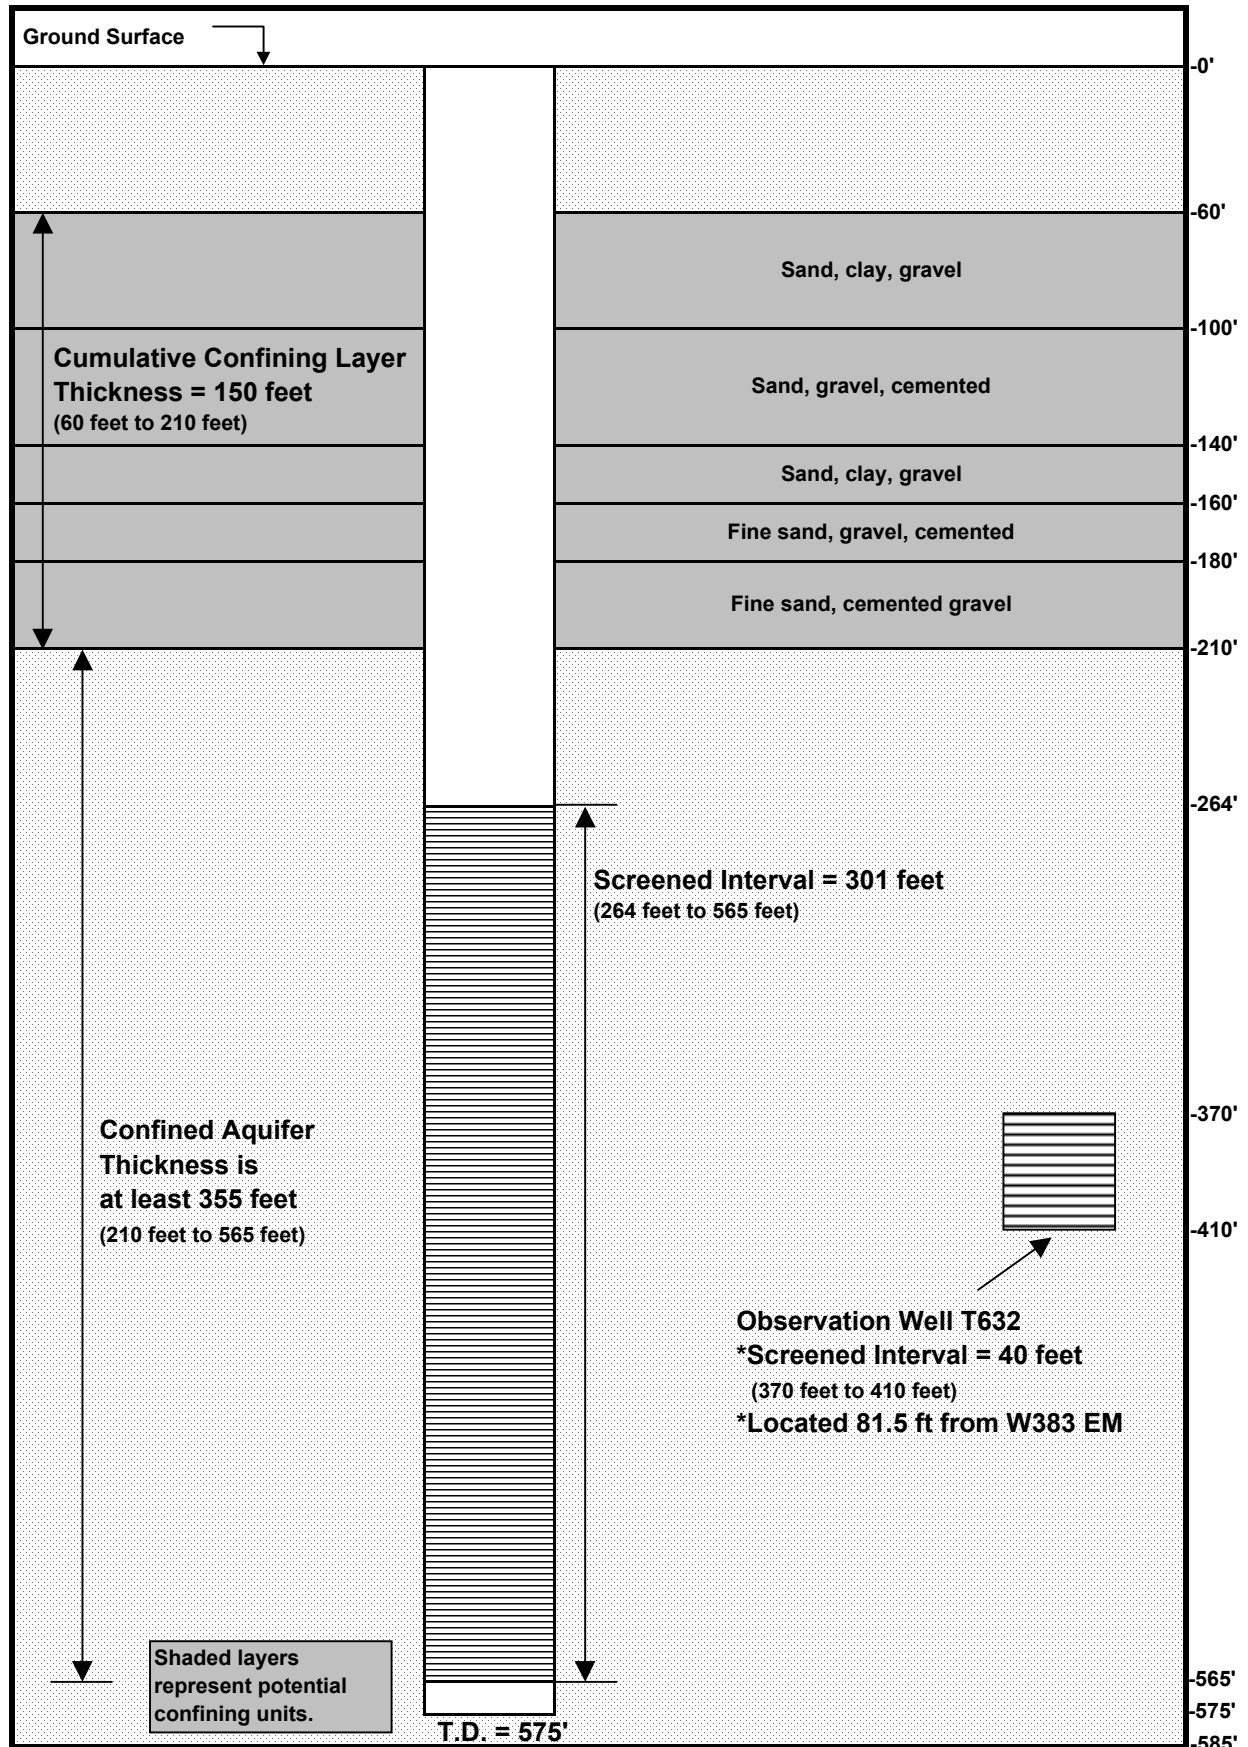 Ground Surface
-0'
-60'
Sand, clay, gravel
-100'
Cumulative Confining Layer
Thickness = 150 feet
(60 feet to 210 feet)
Sand, gravel, cemented
-140'
Sand, clay, gravel
-160'
Fine sand, gravel, cemented
-180'
Fine sand, cemented gravel
-210'
-264'
Screened Interval = 301 feet
(264 feet to 565 feet)
Confined Aquifer
Thickness is
at least 355 feet
(210 feet to 565 feet)
-370'
-410'
Observation Well T632
*Screened Interval = 40 feet
(370 feet to 410 feet)
*Located 81.5 ft from W383 EM
Shaded layers
represent potential
confining units.
-565'
-575'
T.D. = 575'
-585'